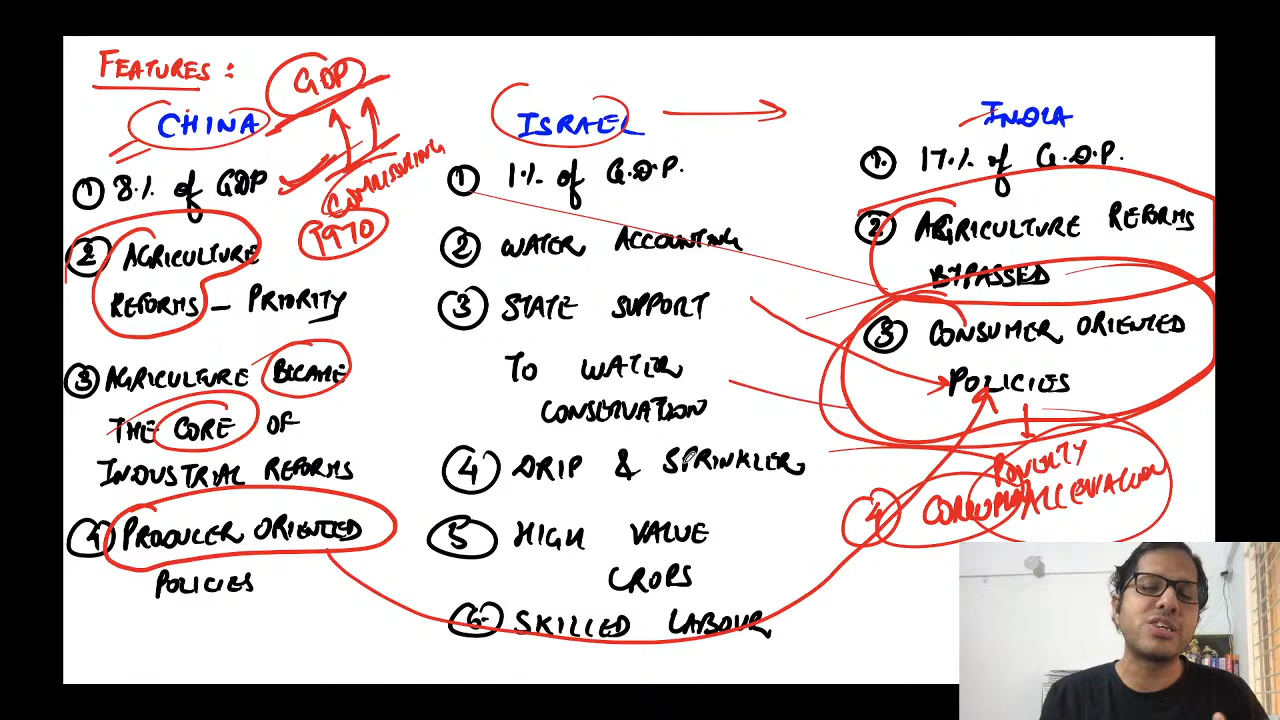 FEATURES :
GDP
CHINA
① 8.% of GDP
1970
② AGRICULTURE
REFORMS – PRIORITY
③ AGRICULTURE BECAME
THE CORE OF
INDUSTRIAL REFORMS
④ PRODUCER ORIENTED
POLICIES
ISRAEL
① 1.% of G.D.P.
② WATER ACCOUNTING
③ STATE SUPPORT
TO WATER
CONSERVATION
④ DRIP & SPRINKLER
⑤ HIGH VALUE
CROPS
⑥ SKILLED LABOUR
INDIA
① 17.% of G.D.P.
② AGRICULTURE REFORMS
BYPASSED
③ CONSUMER ORIENTED
POLICIES
POVERTY
ALLEVIATION
④